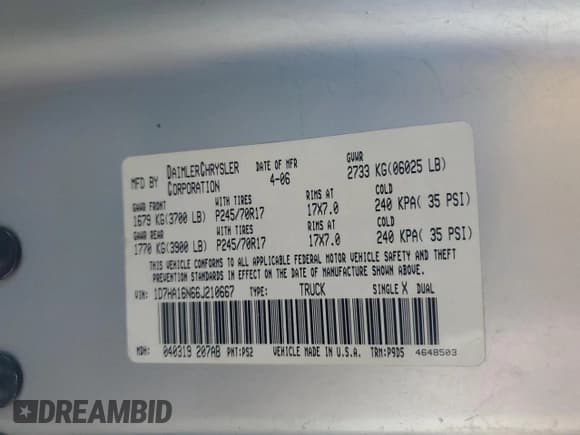 MFD BY DAIMLERCHRYSLER CORPORATION DATE OF MFR 4-06 GVWR 2733 KG(06025 LB)
GAWR FRONT WITH TIRES RIMS AT COLD
1679 KG(3700 LB) P245/70R17 17X7.0 240 KPA( 35 PSI)
GAWR REAR WITH TIRES RIMS AT COLD
1770 KG(3900 LB) P245/70R17 17X7.0 240 KPA( 35 PSI)
THIS VEHICLE CONFORMS TO ALL APPLICABLE FEDERAL MOTOR VEHICLE SAFETY AND THEFT
PREVENTION STANDARDS IN EFFECT ON THE DATE OF MANUFACTURE SHOWN ABOVE.
VIN: 1D7HA16N66J210667 TYPE: TRUCK SINGLE X DUAL
MDH: 040319 207AB PNT:PS2 VEHICLE MADE IN U.S.A. TRM:P9D5 4648503
DREAMBID